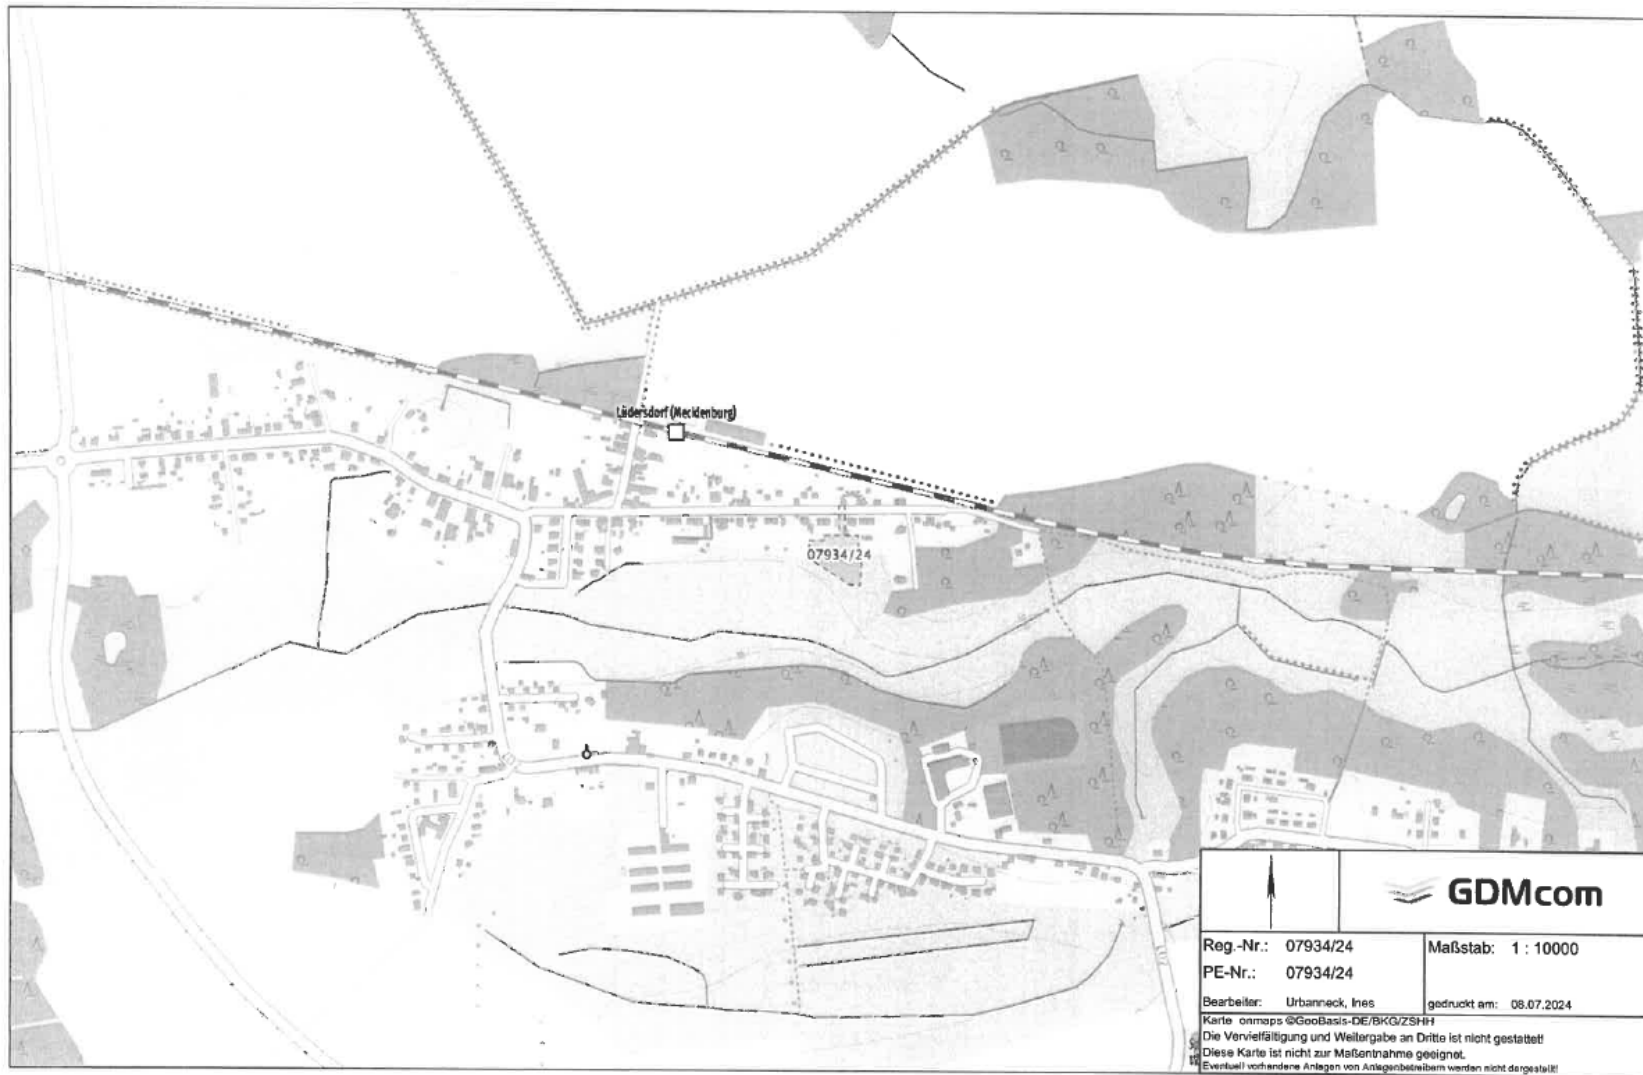 Lüdersdorf (Mecklenburg)
07934/24
GDMcom
Reg.-Nr.: 07934/24
Maßstab: 1 : 10000
PE-Nr.: 07934/24
Bearbeiter: Urbanneck, Ines
gedruckt am: 08.07.2024
Karte onmaps ©GeoBasis-DE/BKG/ZSHH
Die Vervielfältigung und Weitergabe an Dritte ist nicht gestattet!
Diese Karte ist nicht zur Maßentnahme geeignet.
Eventuell vorhandene Anlagen von Anlagenbetreibern werden nicht dargestellt!